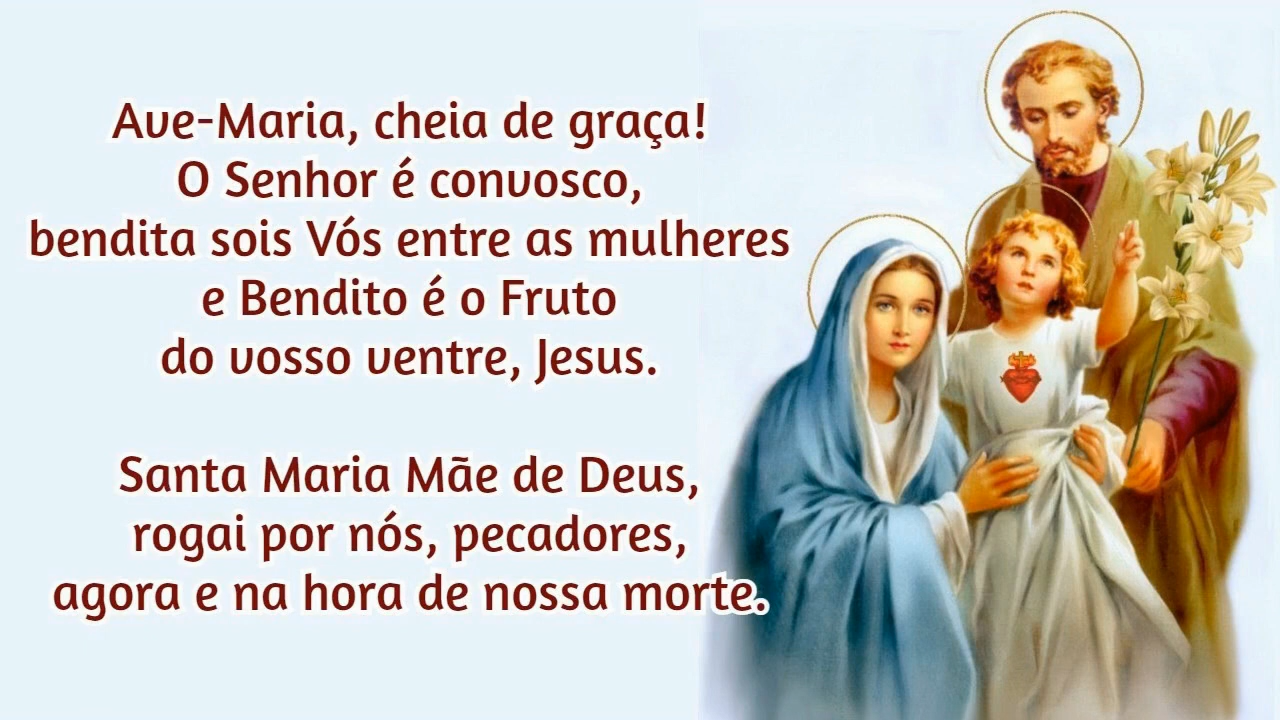 Ave-Maria, cheia de graça!
O Senhor é convosco,
bendita sois Vós entre as mulheres
e Bendito é o Fruto
do vosso ventre, Jesus.
Santa Maria Mãe de Deus,
rogai por nós, pecadores,
agora e na hora de nossa morte.